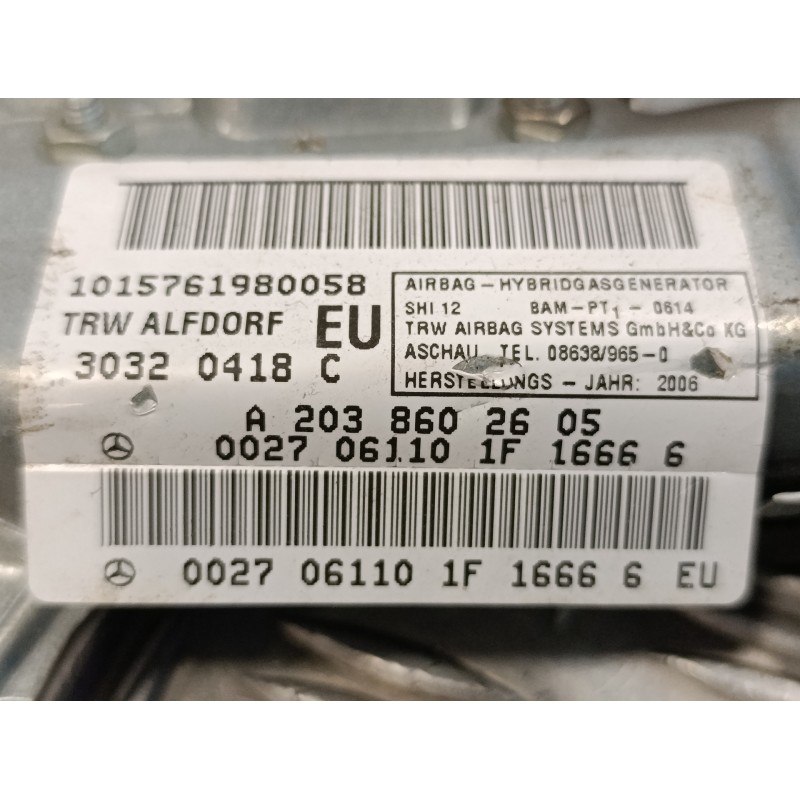 1015761980058
TRW ALFDORF EU
30320418 C
AIRBAG - HYBRIDGASGENERATOR
SHI 12 BAM-PT1 - 0614
TRW AIRBAG SYSTEMS GmbH&Co KG
ASCHAU TEL. 08638/965-0
HERSTELLUNGS - JAHR: 2006
A 203 860 26 05
0027 06110 1F 1666 6
0027 06110 1F 1666 6 EU